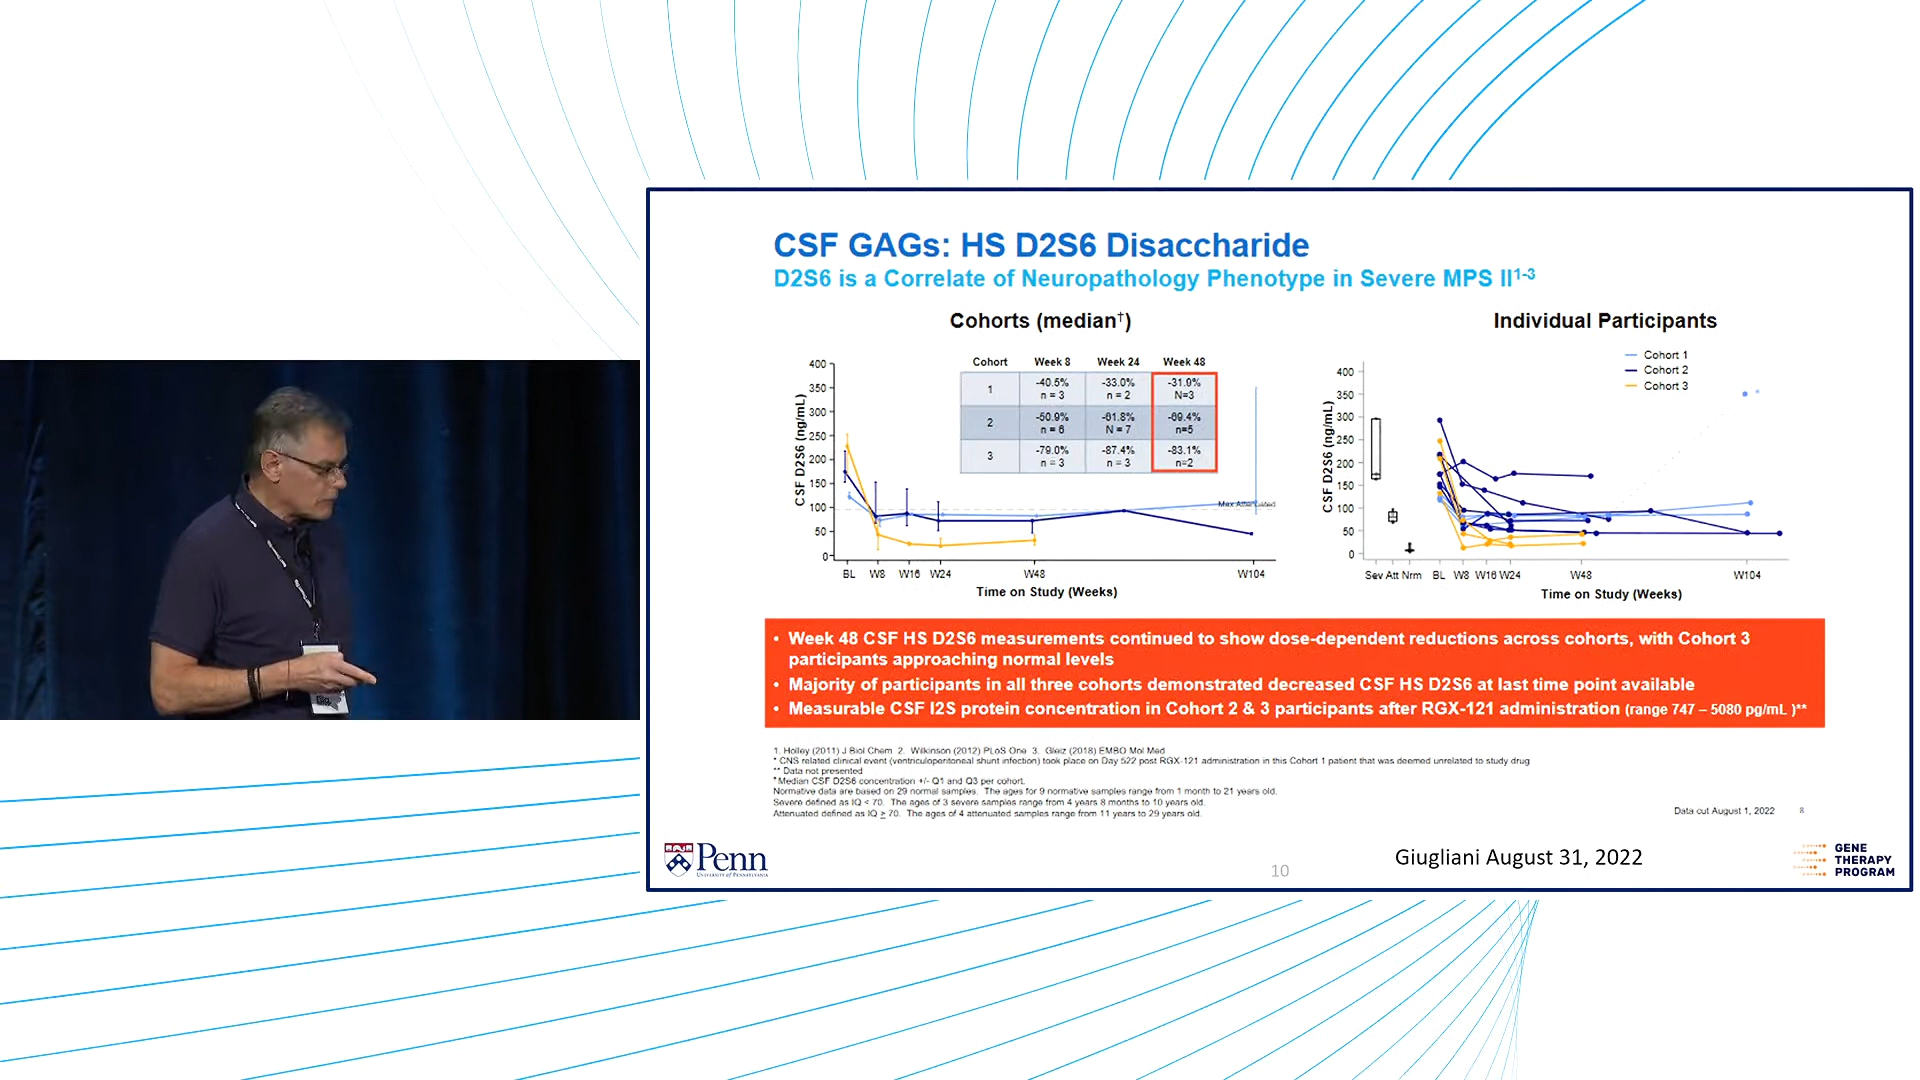 CSF GAGs: HS D2S6 Disaccharide
D2S6 is a Correlate of Neuropathology Phenotype in Severe MPS II1-3
Cohorts (median†)
CSF D2S6 (ng/mL)
400
350
300
250
200
150
100
50
0
Cohort Week 8 Week 24 Week 48
1 -40.5% n = 3 -33.0% n = 2 -31.0% N=3
2 -50.9% n = 6 -61.8% N = 7 -69.4% n=5
3 -79.0% n = 3 -87.4% n = 3 -83.1% n=2
Max Attenuated
BL W8 W16 W24 W48 W104
Time on Study (Weeks)
Individual Participants
Cohort 1
Cohort 2
Cohort 3
CSF D2S6 (ng/mL)
400
350
300
250
200
150
100
50
0
*
Sev Att Nrm BL W8 W16 W24 W48 W104
Time on Study (Weeks)
• Week 48 CSF HS D2S6 measurements continued to show dose-dependent reductions across cohorts, with Cohort 3
participants approaching normal levels
• Majority of participants in all three cohorts demonstrated decreased CSF HS D2S6 at last time point available
• Measurable CSF I2S protein concentration in Cohort 2 & 3 participants after RGX-121 administration (range 747 – 5080 pg/mL )**
1. Holley (2011) J Biol Chem 2. Wilkinson (2012) PLoS One 3. Gleiz (2018) EMBO Mol Med
* CNS related clinical event (ventriculoperitoneal shunt infection) took place on Day 522 post RGX-121 administration in this Cohort 1 patient that was deemed unrelated to study drug
** Data not presented
† Median CSF D2S6 concentration +/- Q1 and Q3 per cohort.
Normative data are based on 29 normal samples. The ages for 9 normative samples range from 1 month to 21 years old.
Severe defined as IQ < 70. The ages of 3 severe samples range from 4 years 8 months to 10 years old.
Attenuated defined as IQ ≥ 70. The ages of 4 attenuated samples range from 11 years to 29 years old.
Data cut August 1, 2022 8
Penn
UNIVERSITY OF PENNSYLVANIA
10
Giugliani August 31, 2022
GENE
THERAPY
PROGRAM